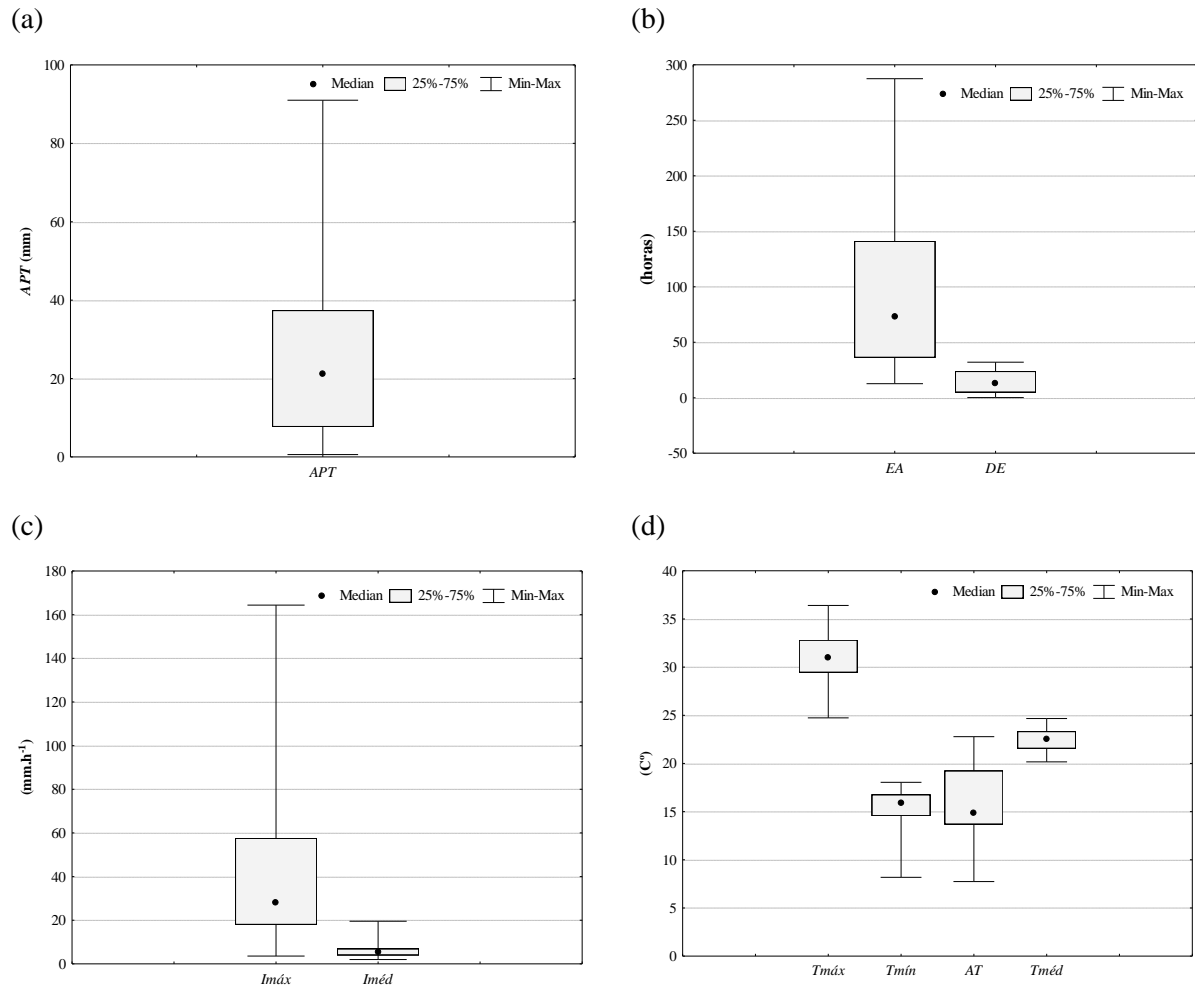 (a)
100
80
60
40
20
0
APT (mm)
Median 25%-75% Min-Max
APT
(b)
300
250
200
150
100
50
0
-50
(horas)
Median 25%-75% Min-Max
EA DE
(c)
180
160
140
120
100
80
60
40
20
0
(mm.h⁻¹)
Median 25%-75% Min-Max
Imáx Iméd
(d)
40
35
30
25
20
15
10
5
0
(Cº)
Median 25%-75% Min-Max
Tmáx Tmín AT Tméd